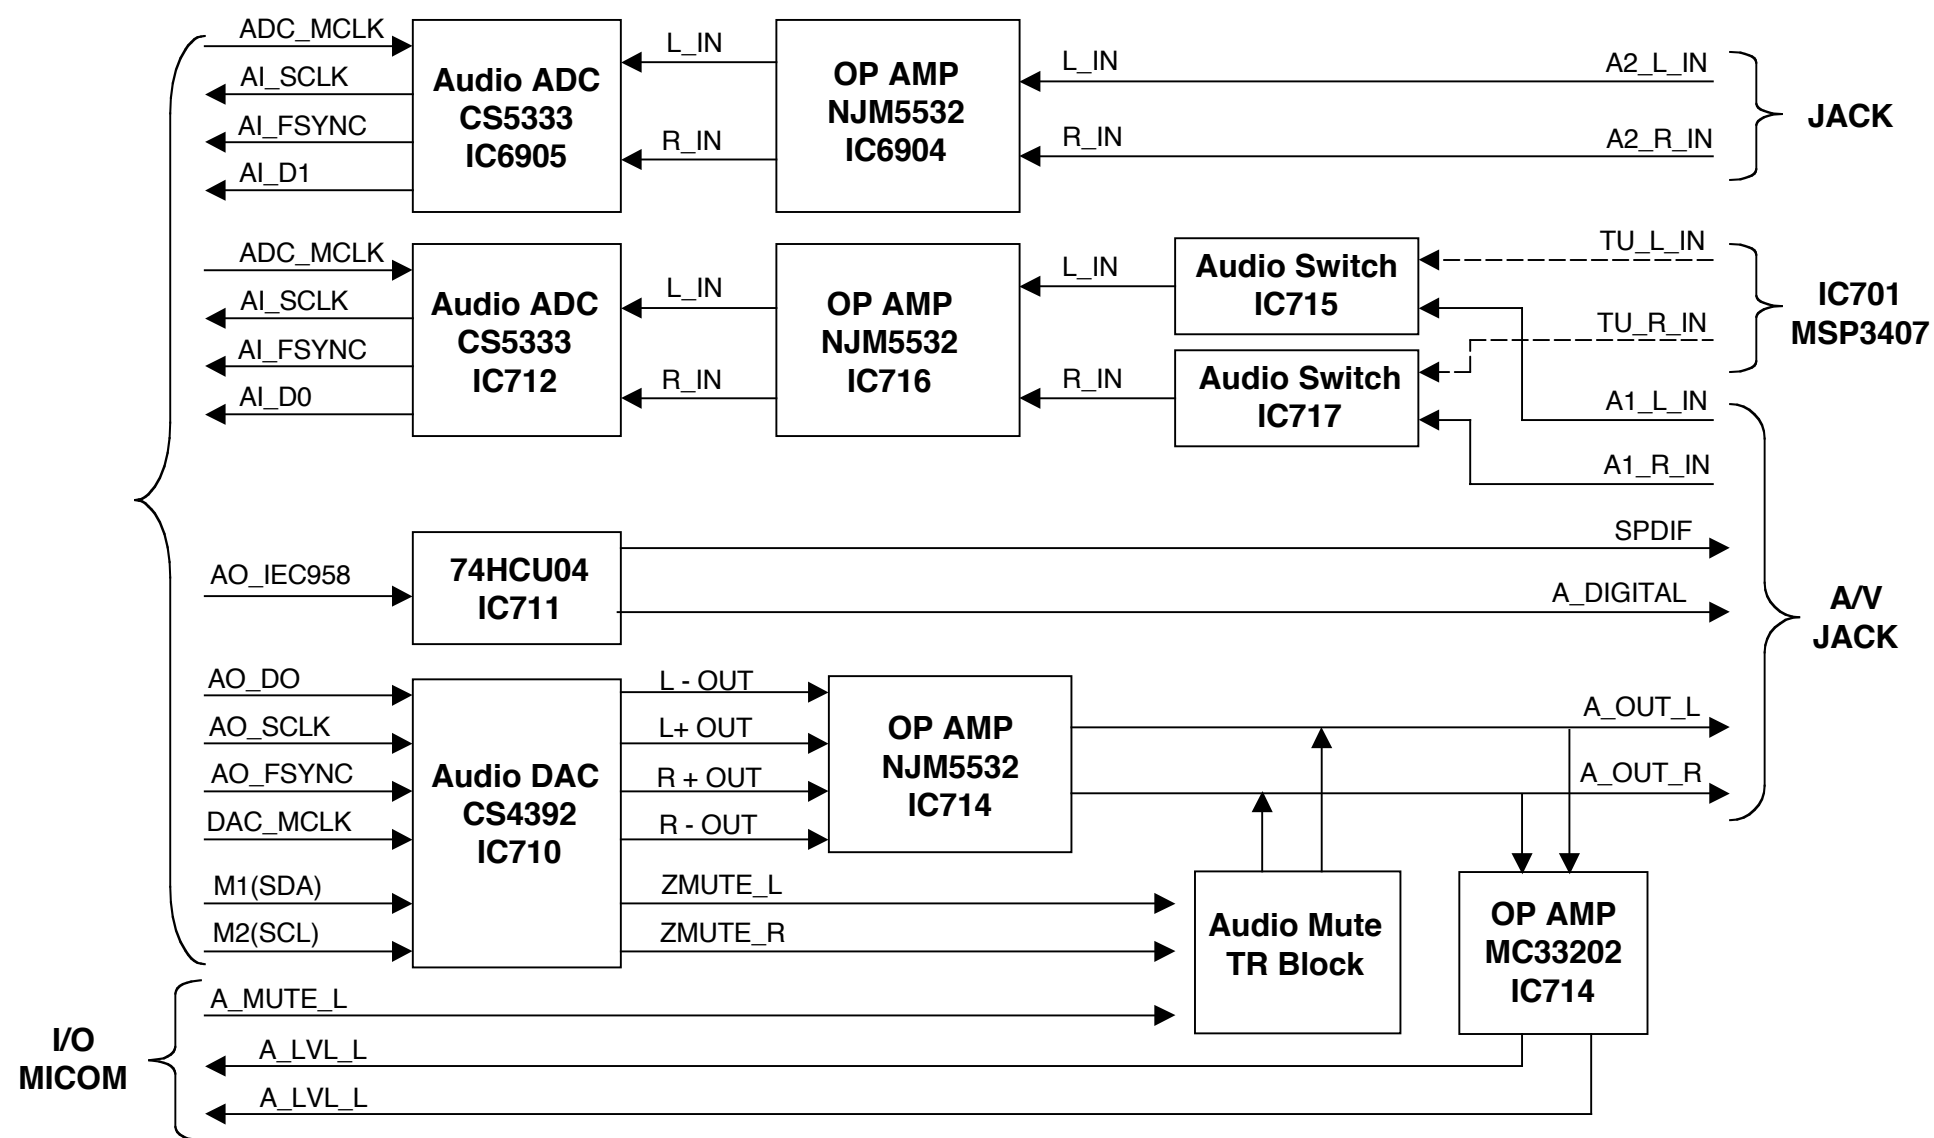 ADC_MCLK
AI_SCLK
AI_FSYNC
AI_D1
Audio ADC
CS5333
IC6905
L_IN
R_IN
OP AMP
NJM5532
IC6904
L_IN
R_IN
A2_L_IN
A2_R_IN
JACK
ADC_MCLK
AI_SCLK
AI_FSYNC
AI_D0
Audio ADC
CS5333
IC712
L_IN
R_IN
OP AMP
NJM5532
IC716
L_IN
R_IN
Audio Switch
IC715
Audio Switch
IC717
TU_L_IN
TU_R_IN
IC701
MSP3407
A1_L_IN
A1_R_IN
AO_IEC958
74HCU04
IC711
SPDIF
A_DIGITAL
A/V
JACK
AO_DO
AO_SCLK
AO_FSYNC
DAC_MCLK
M1(SDA)
M2(SCL)
Audio DAC
CS4392
IC710
L - OUT
L+ OUT
R + OUT
R - OUT
ZMUTE_L
ZMUTE_R
OP AMP
NJM5532
IC714
A_OUT_L
A_OUT_R
Audio Mute
TR Block
OP AMP
MC33202
IC714
I/O
MICOM
A_MUTE_L
A_LVL_L
A_LVL_L